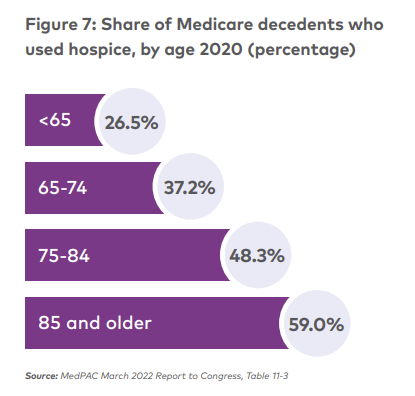 Figure 7: Share of Medicare decedents who
used hospice, by age 2020 (percentage)
<65 26.5%
65-74 37.2%
75-84 48.3%
85 and older 59.0%
Source: MedPAC March 2022 Report to Congress, Table 11-3